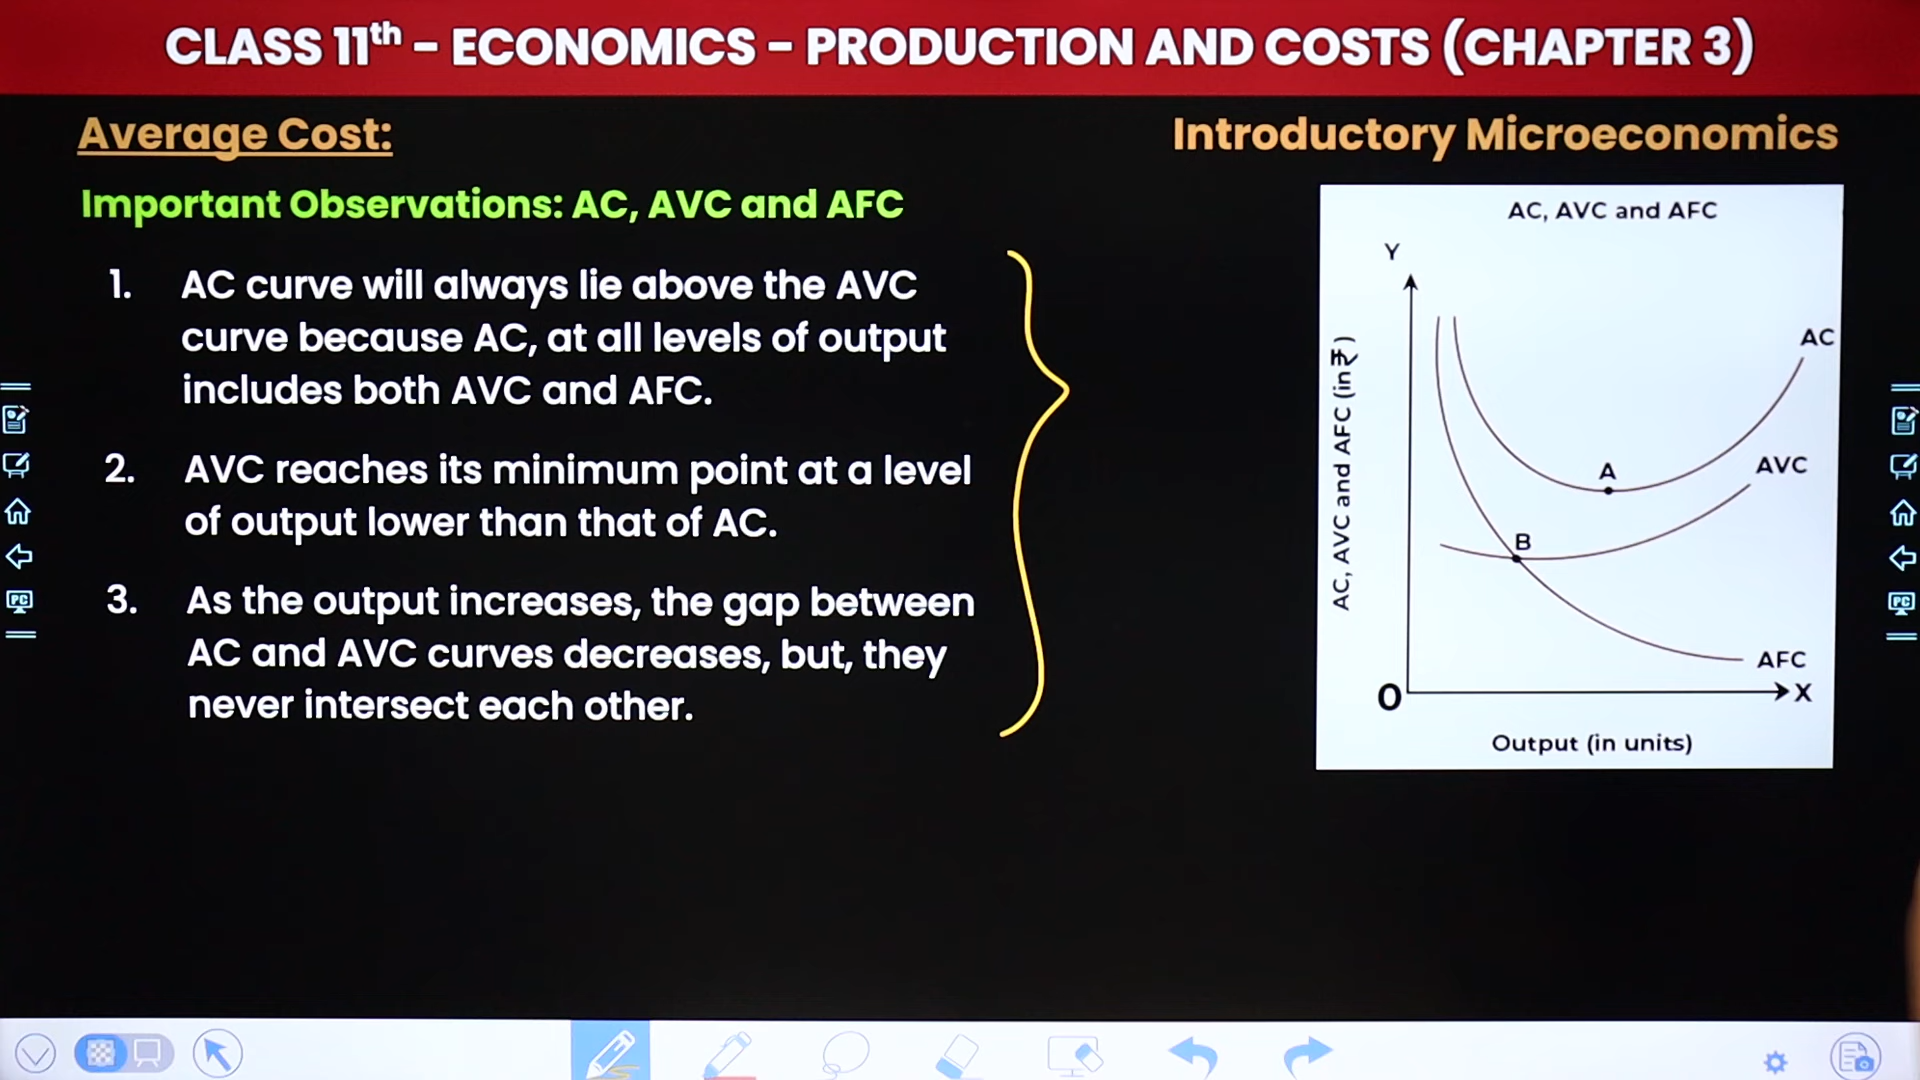 CLASS 11th – ECONOMICS – PRODUCTION AND COSTS (CHAPTER 3)
Average Cost:
Introductory Microeconomics
Important Observations: AC, AVC and AFC
1. AC curve will always lie above the AVC
curve because AC, at all levels of output
includes both AVC and AFC.
2. AVC reaches its minimum point at a level
of output lower than that of AC.
3. As the output increases, the gap between
AC and AVC curves decreases, but, they
never intersect each other.
AC, AVC and AFC
Y
AC, AVC and AFC (in ₹)
AC
A
AVC
B
AFC
O
X
Output (in units)
PC
PC